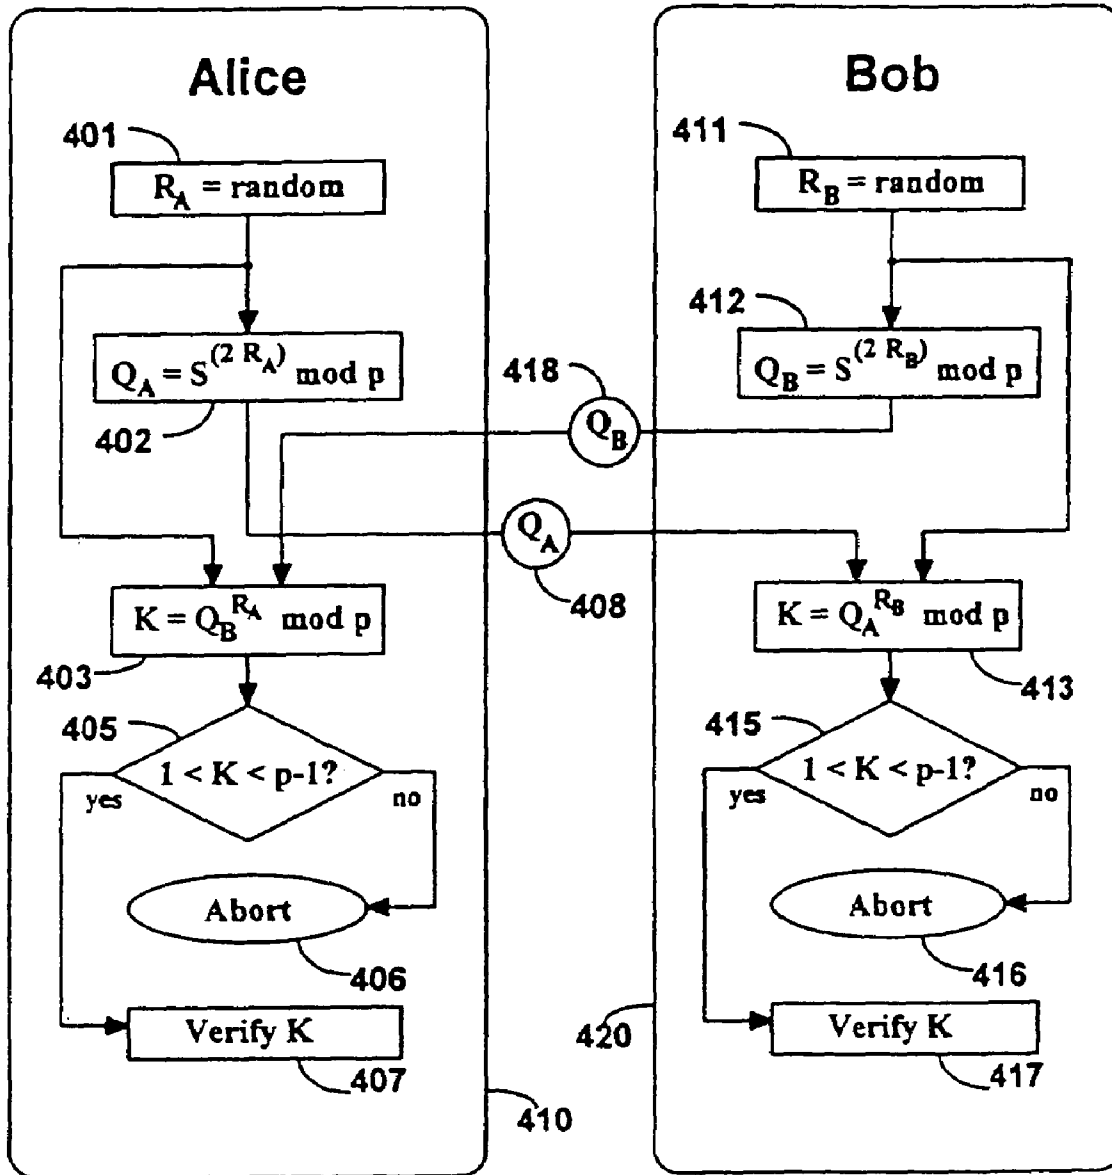 Alice
401
R_A = random
Q_A = S^(2 R_A) mod p
402
K = Q_B^R_A mod p
403
405
1 < K < p-1?
yes
no
Abort
406
Verify K
407
410
418
Q_B
Q_A
408
Bob
411
R_B = random
412
Q_B = S^(2 R_B) mod p
K = Q_A^R_B mod p
413
415
1 < K < p-1?
yes
no
Abort
416
420
Verify K
417